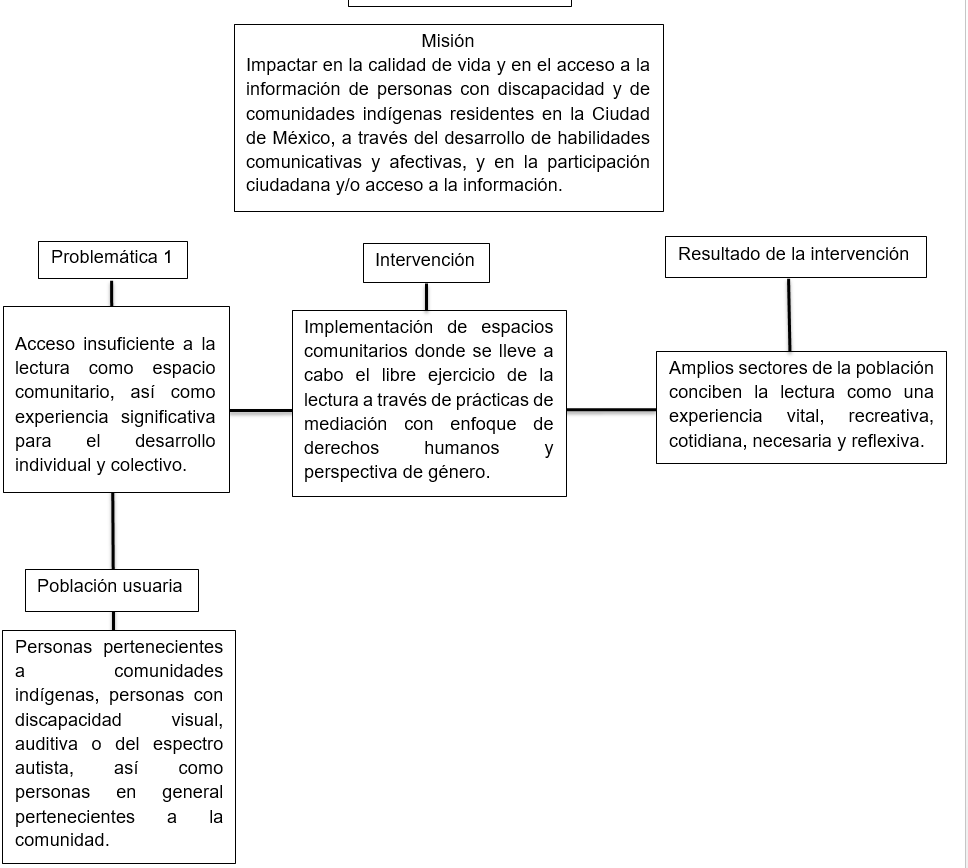 Misión
Impactar en la calidad de vida y en el acceso a la
información de personas con discapacidad y de
comunidades indígenas residentes en la Ciudad
de México, a través del desarrollo de habilidades
comunicativas y afectivas, y en la participación
ciudadana y/o acceso a la información.
Problemática 1
Acceso insuficiente a la
lectura como espacio
comunitario, así como
experiencia significativa
para el desarrollo
individual y colectivo.
Intervención
Implementación de espacios
comunitarios donde se lleve a
cabo el libre ejercicio de la
lectura a través de prácticas de
mediación con enfoque de
derechos humanos y
perspectiva de género.
Resultado de la intervención
Amplios sectores de la población
conciben la lectura como una
experiencia vital, recreativa,
cotidiana, necesaria y reflexiva.
Población usuaria
Personas pertenecientes
a comunidades
indígenas, personas con
discapacidad visual,
auditiva o del espectro
autista, así como
personas en general
pertenecientes a la
comunidad.